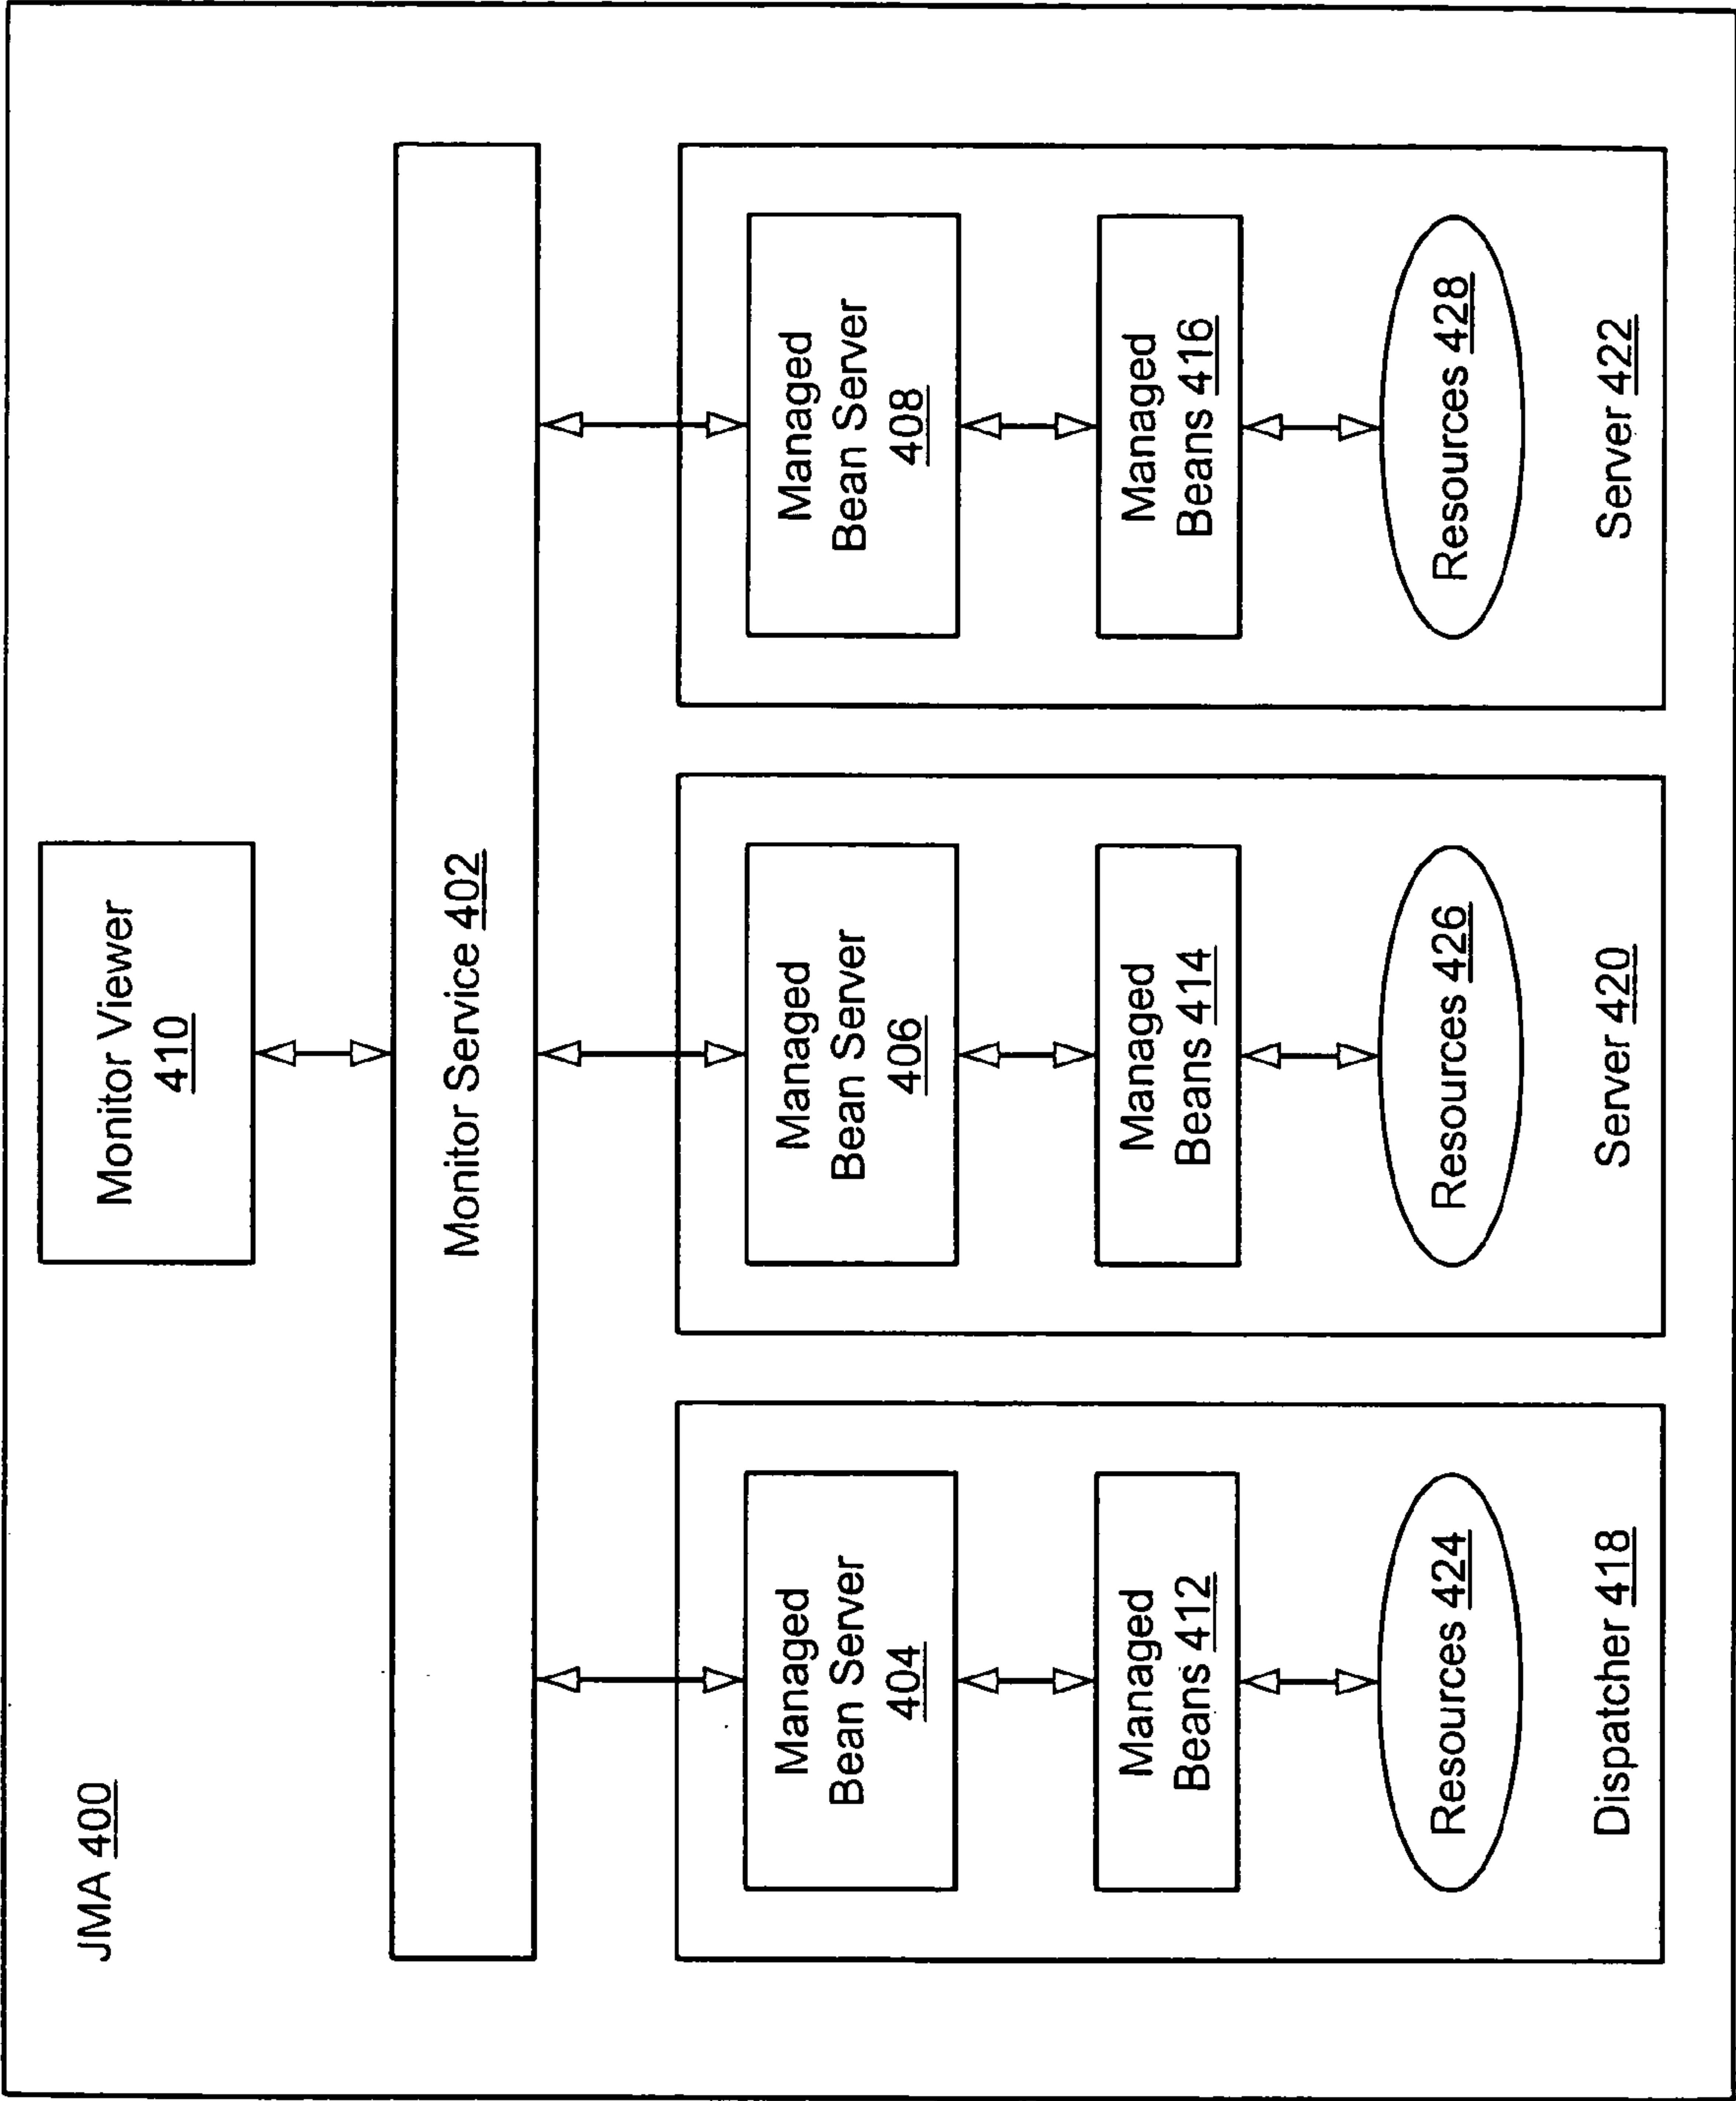 JMA 400
Monitor Viewer
410
Monitor Service 402
Managed
Bean Server
404
Managed
Beans 412
Resources 424
Dispatcher 418
Managed
Bean Server
406
Managed
Beans 414
Resources 426
Server 420
Managed
Bean Server
408
Managed
Beans 416
Resources 428
Server 422